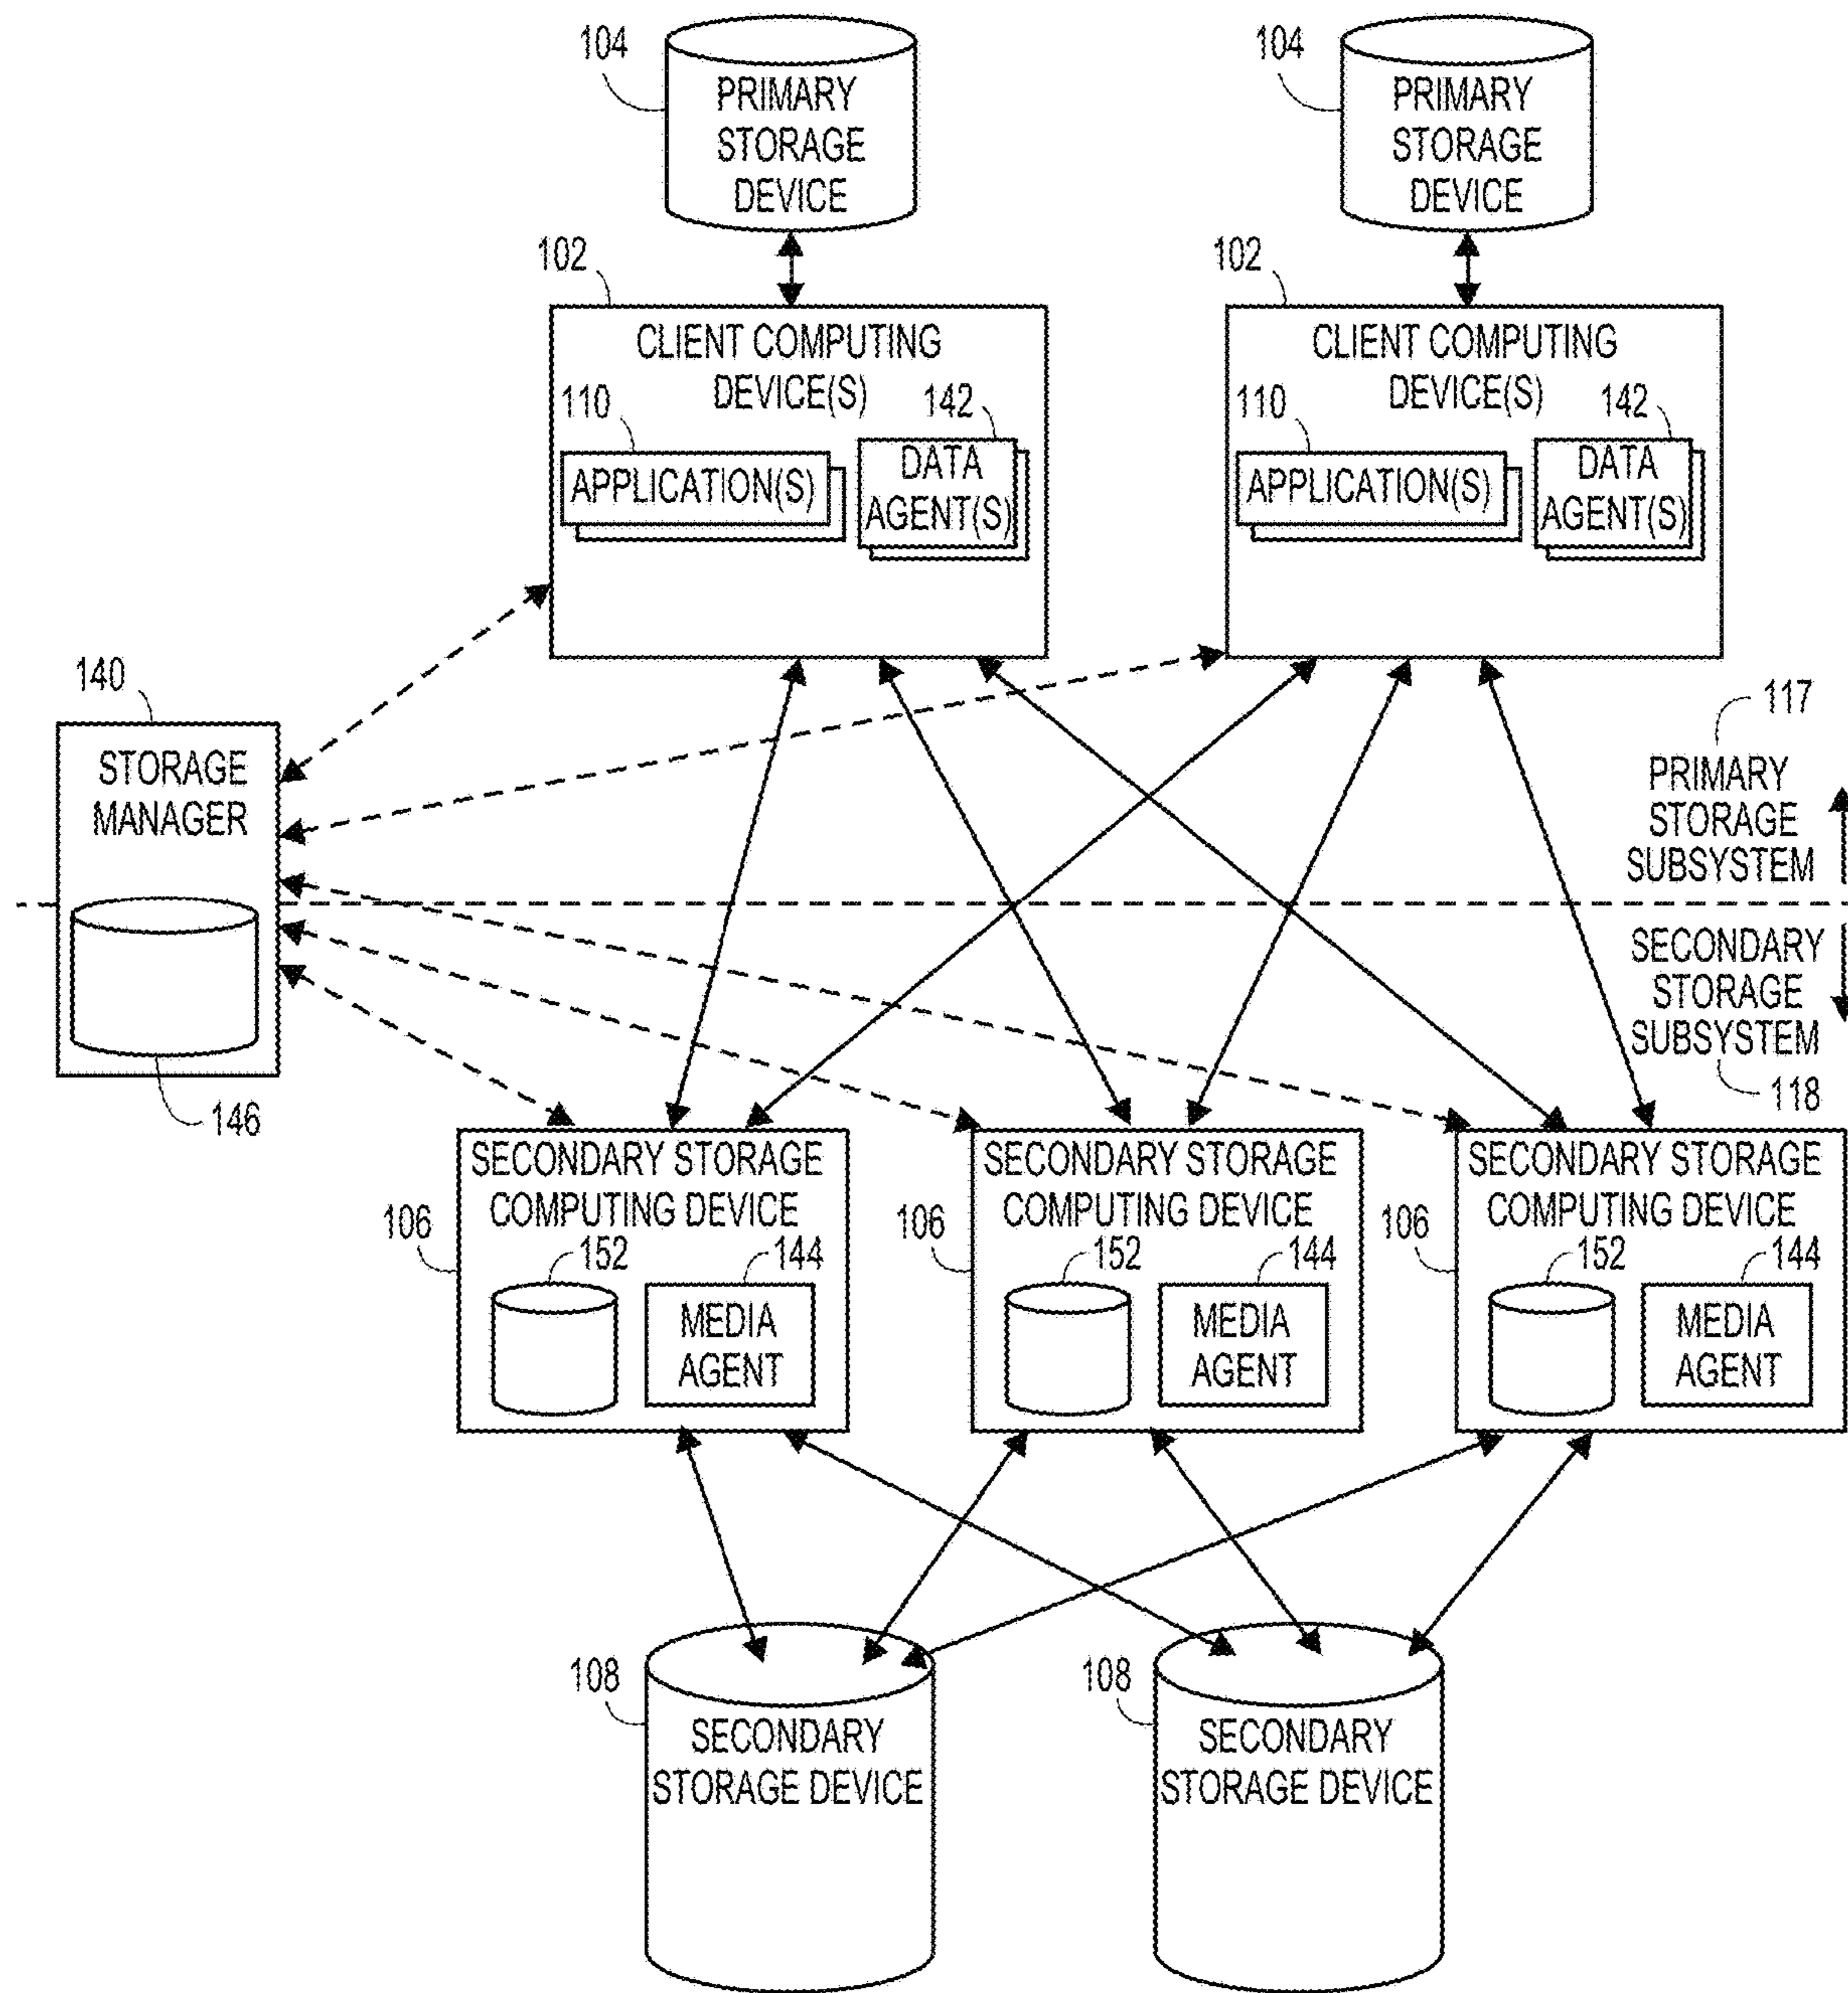 104
PRIMARY
STORAGE
DEVICE
104
PRIMARY
STORAGE
DEVICE
102
CLIENT COMPUTING
DEVICE(S)
110
142
APPLICATION(S)
DATA
AGENT(S)
102
CLIENT COMPUTING
DEVICE(S)
110
142
APPLICATION(S)
DATA
AGENT(S)
140
STORAGE
MANAGER
146
117
PRIMARY
STORAGE
SUBSYSTEM
SECONDARY
STORAGE
SUBSYSTEM
118
SECONDARY STORAGE
COMPUTING DEVICE
106
152
144
MEDIA
AGENT
SECONDARY STORAGE
COMPUTING DEVICE
106
152
144
MEDIA
AGENT
SECONDARY STORAGE
COMPUTING DEVICE
106
152
144
MEDIA
AGENT
108
SECONDARY
STORAGE DEVICE
108
SECONDARY
STORAGE DEVICE